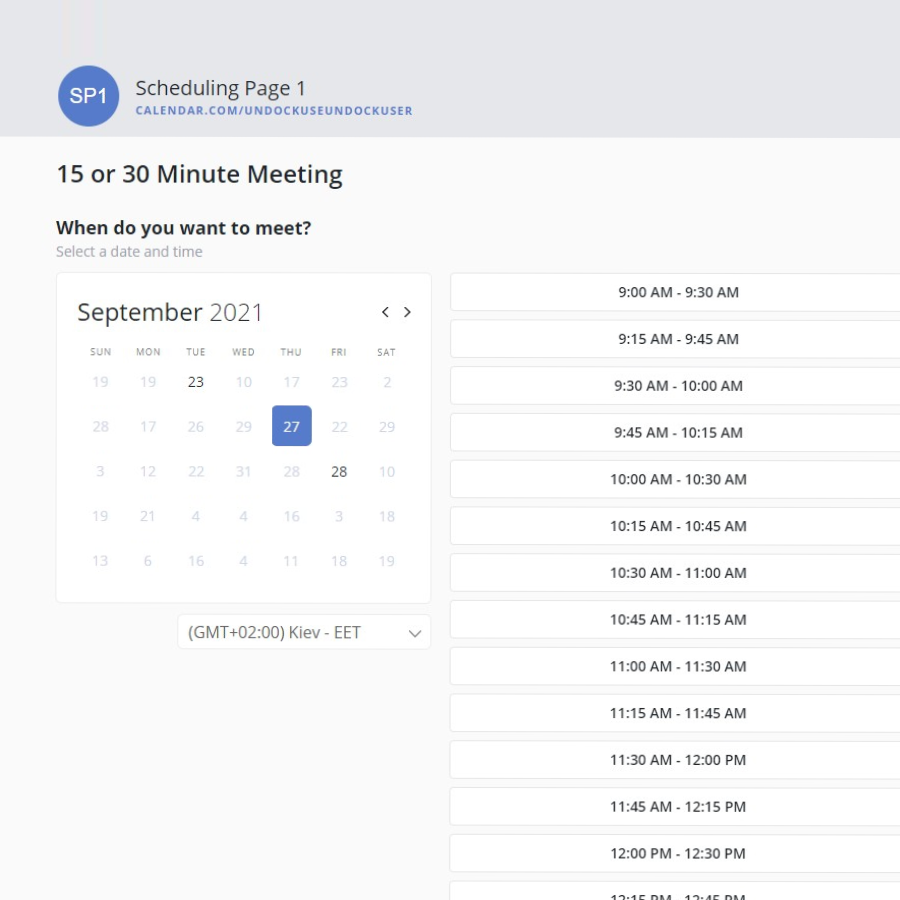 SP1
Scheduling Page 1
CALENDAR.COM/UNDOCKUSEUNDOCKUSER
15 or 30 Minute Meeting
When do you want to meet?
Select a date and time
September 2021
SUN MON TUE WED THU FRI SAT
19 19 23 10 17 23 2
28 17 26 29 27 22 29
3 12 22 31 28 28 10
19 21 4 4 16 3 18
13 6 16 4 11 18 19
(GMT+02:00) Kiev - EET
9:00 AM - 9:30 AM
9:15 AM - 9:45 AM
9:30 AM - 10:00 AM
9:45 AM - 10:15 AM
10:00 AM - 10:30 AM
10:15 AM - 10:45 AM
10:30 AM - 11:00 AM
10:45 AM - 11:15 AM
11:00 AM - 11:30 AM
11:15 AM - 11:45 AM
11:30 AM - 12:00 PM
11:45 AM - 12:15 PM
12:00 PM - 12:30 PM
12:15 PM - 12:45 PM